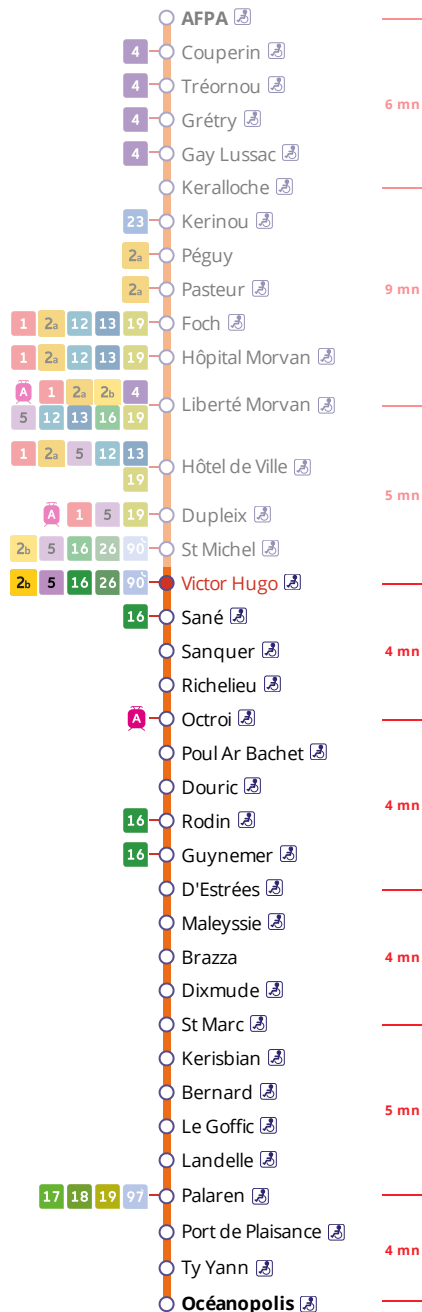 AFPA
4 Couperin
4 Tréornou
6 mn
4 Grétry
4 Gay Lussac
Keralloche
23 Kerinou
2a Péguy
2a Pasteur
9 mn
1 2a 12 13 19 Foch
1 2a 12 13 19 Hôpital Morvan
A 1 2a 2b 4
Liberté Morvan
5 12 13 16 19
1 2a 5 12 13
Hôtel de Ville
19
5 mn
A 1 5 19 Dupleix
2b 5 16 26 90 St Michel
2b 5 16 26 90 Victor Hugo
16 Sané
Sanquer
4 mn
Richelieu
A Octroi
Poul Ar Bachet
Douric
4 mn
16 Rodin
16 Guynemer
D'Estrées
Maleyssie
Brazza
4 mn
Dixmude
St Marc
Kerisbian
Bernard
5 mn
Le Goffic
Landelle
17 18 19 97 Palaren
Port de Plaisance
4 mn
Ty Yann
Océanopolis